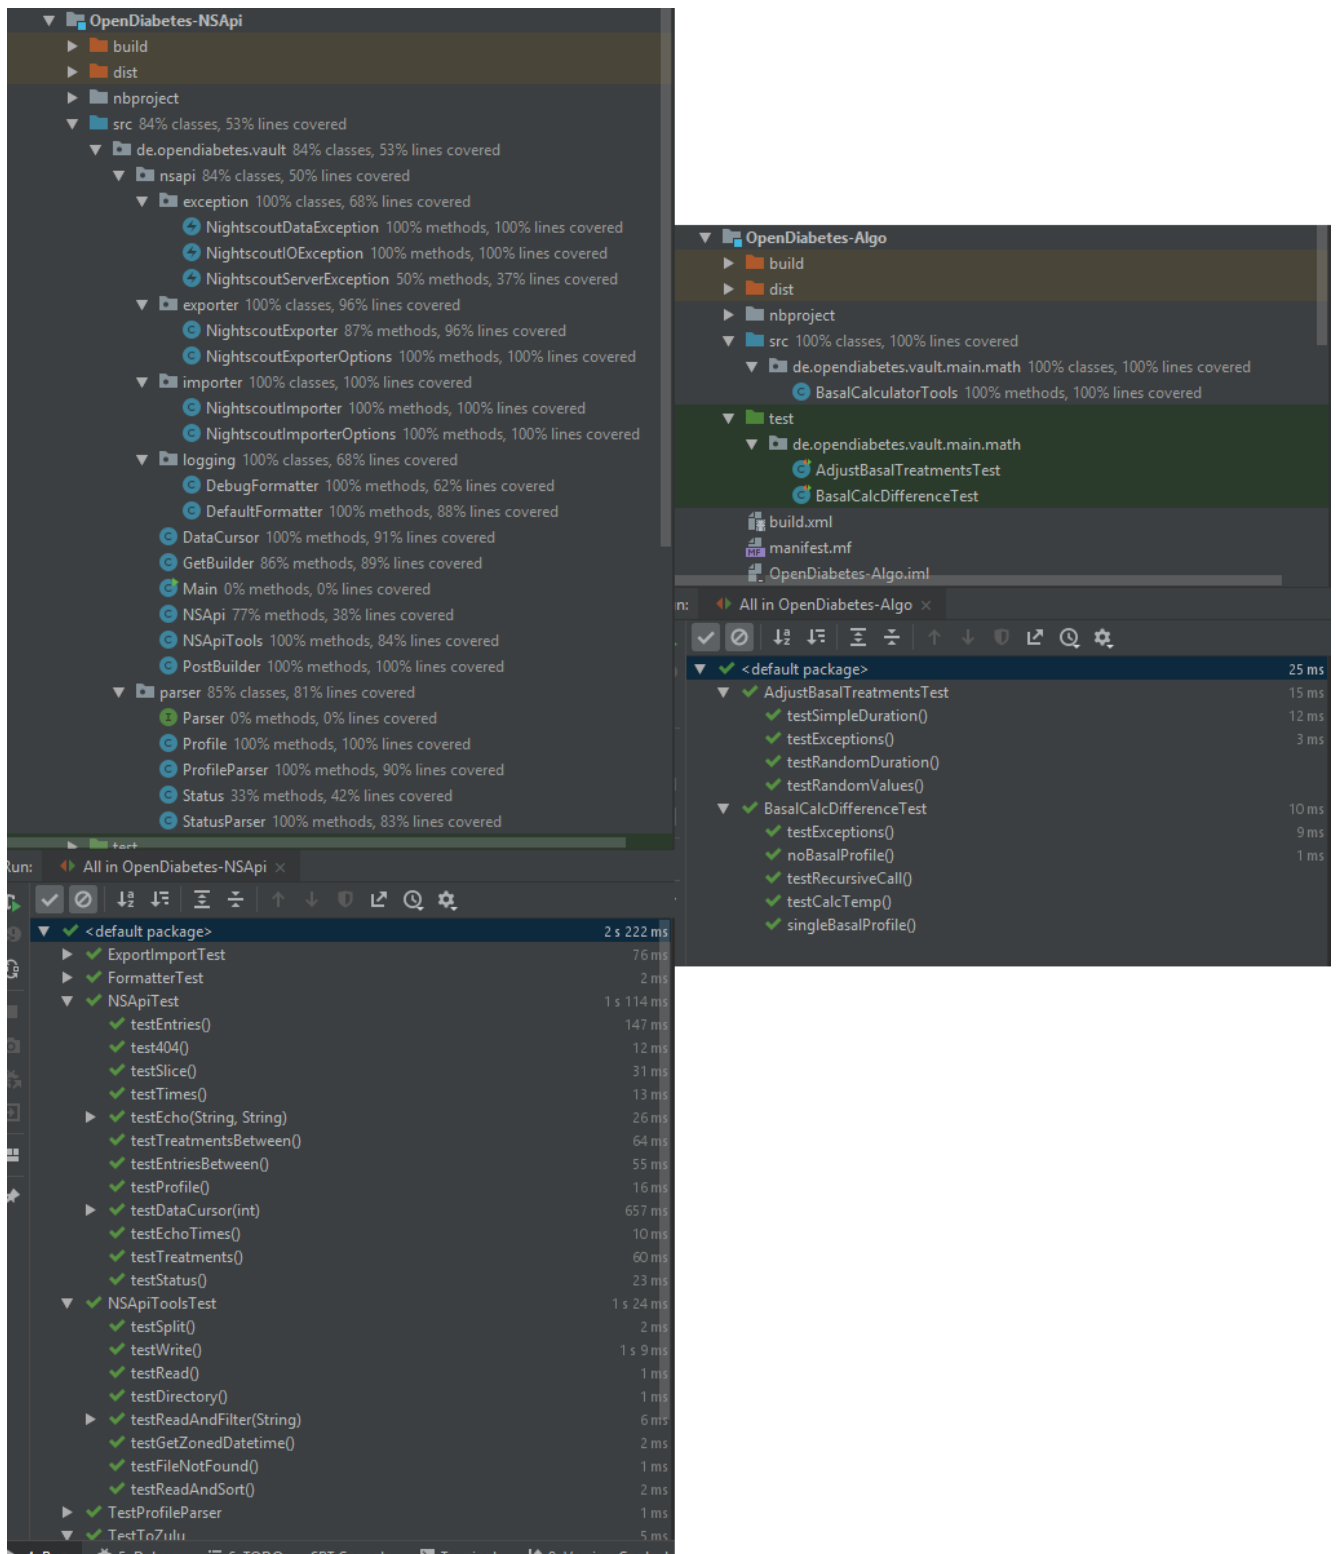 OpenDiabetes-NSApi
build
dist
nbproject
src 84% classes, 53% lines covered
de.opendiabetes.vault 84% classes, 53% lines covered
nsapi 84% classes, 50% lines covered
exception 100% classes, 68% lines covered
NightscoutDataException 100% methods, 100% lines covered
NightscoutIOException 100% methods, 100% lines covered
NightscoutServerException 50% methods, 37% lines covered
exporter 100% classes, 96% lines covered
NightscoutExporter 87% methods, 96% lines covered
NightscoutExporterOptions 100% methods, 100% lines covered
importer 100% classes, 100% lines covered
NightscoutImporter 100% methods, 100% lines covered
NightscoutImporterOptions 100% methods, 100% lines covered
logging 100% classes, 68% lines covered
DebugFormatter 100% methods, 62% lines covered
DefaultFormatter 100% methods, 88% lines covered
DataCursor 100% methods, 91% lines covered
GetBuilder 86% methods, 89% lines covered
Main 0% methods, 0% lines covered
NSApi 77% methods, 38% lines covered
NSApiTools 100% methods, 84% lines covered
PostBuilder 100% methods, 100% lines covered
parser 85% classes, 81% lines covered
Parser 0% methods, 0% lines covered
Profile 100% methods, 100% lines covered
ProfileParser 100% methods, 90% lines covered
Status 33% methods, 42% lines covered
StatusParser 100% methods, 83% lines covered
test
Run: All in OpenDiabetes-NSApi
<default package> 2 s 222 ms
ExportImportTest 76 ms
FormatterTest 2 ms
NSApiTest 1 s 114 ms
testEntries() 147 ms
test404() 12 ms
testSlice() 31 ms
testTimes() 13 ms
testEcho(String, String) 26 ms
testTreatmentsBetween() 64 ms
testEntriesBetween() 55 ms
testProfile() 16 ms
testDataCursor(int) 657 ms
testEchoTimes() 10 ms
testTreatments() 60 ms
testStatus() 23 ms
NSApiToolsTest 1 s 24 ms
testSplit() 2 ms
testWrite() 1 s 9 ms
testRead() 1 ms
testDirectory() 1 ms
testReadAndFilter(String) 6 ms
testGetZonedDatetime() 2 ms
testFileNotFound() 1 ms
testReadAndSort() 2 ms
TestProfileParser 1 ms
TestToZulu 5 ms
OpenDiabetes-Algo
build
dist
nbproject
src 100% classes, 100% lines covered
de.opendiabetes.vault.main.math 100% classes, 100% lines covered
BasalCalculatorTools 100% methods, 100% lines covered
test
de.opendiabetes.vault.main.math
AdjustBasalTreatmentsTest
BasalCalcDifferenceTest
build.xml
MF manifest.mf
OpenDiabetes-Algo.iml
n: All in OpenDiabetes-Algo
<default package> 25 ms
AdjustBasalTreatmentsTest 15 ms
testSimpleDuration() 12 ms
testExceptions() 3 ms
testRandomDuration()
testRandomValues()
BasalCalcDifferenceTest 10 ms
testExceptions() 9 ms
noBasalProfile() 1 ms
testRecursiveCall()
testCalcTemp()
singleBasalProfile()